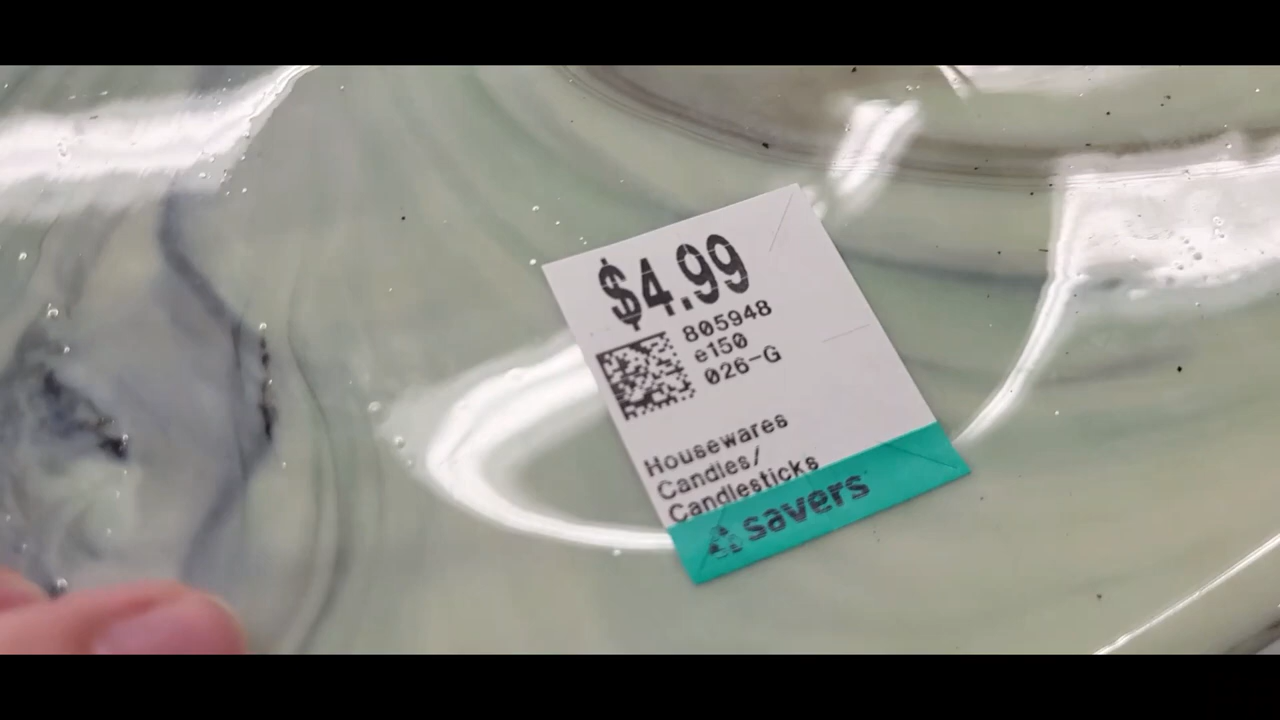 $4.99
805948
e150
026-G
Housewares
Candles/
Candlesticks
savers